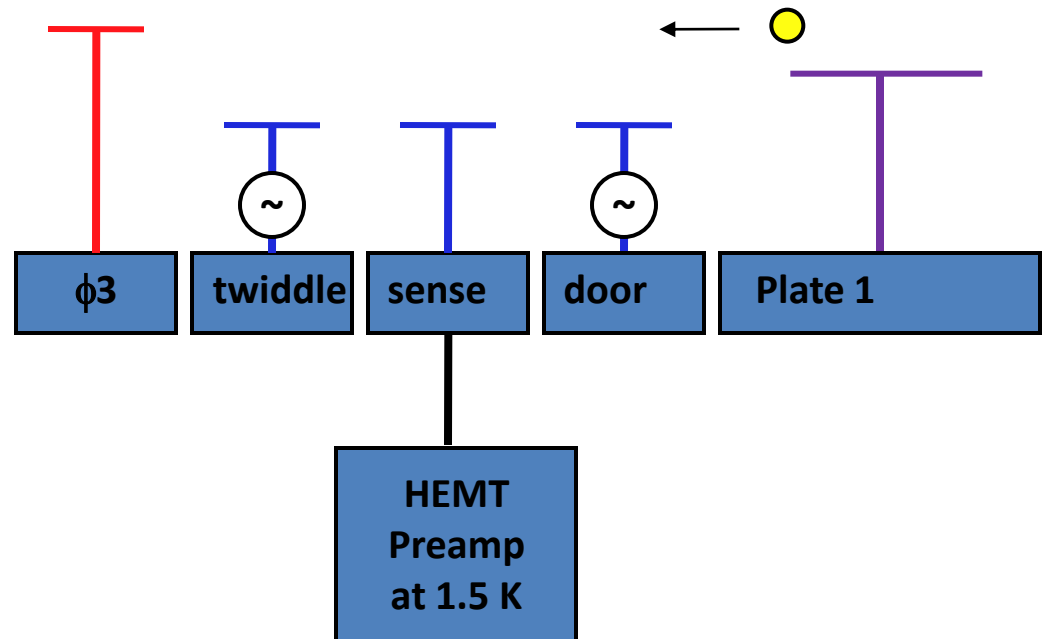 ~
~
ϕ3
twiddle
sense
door
Plate 1
HEMT
Preamp
at 1.5 K